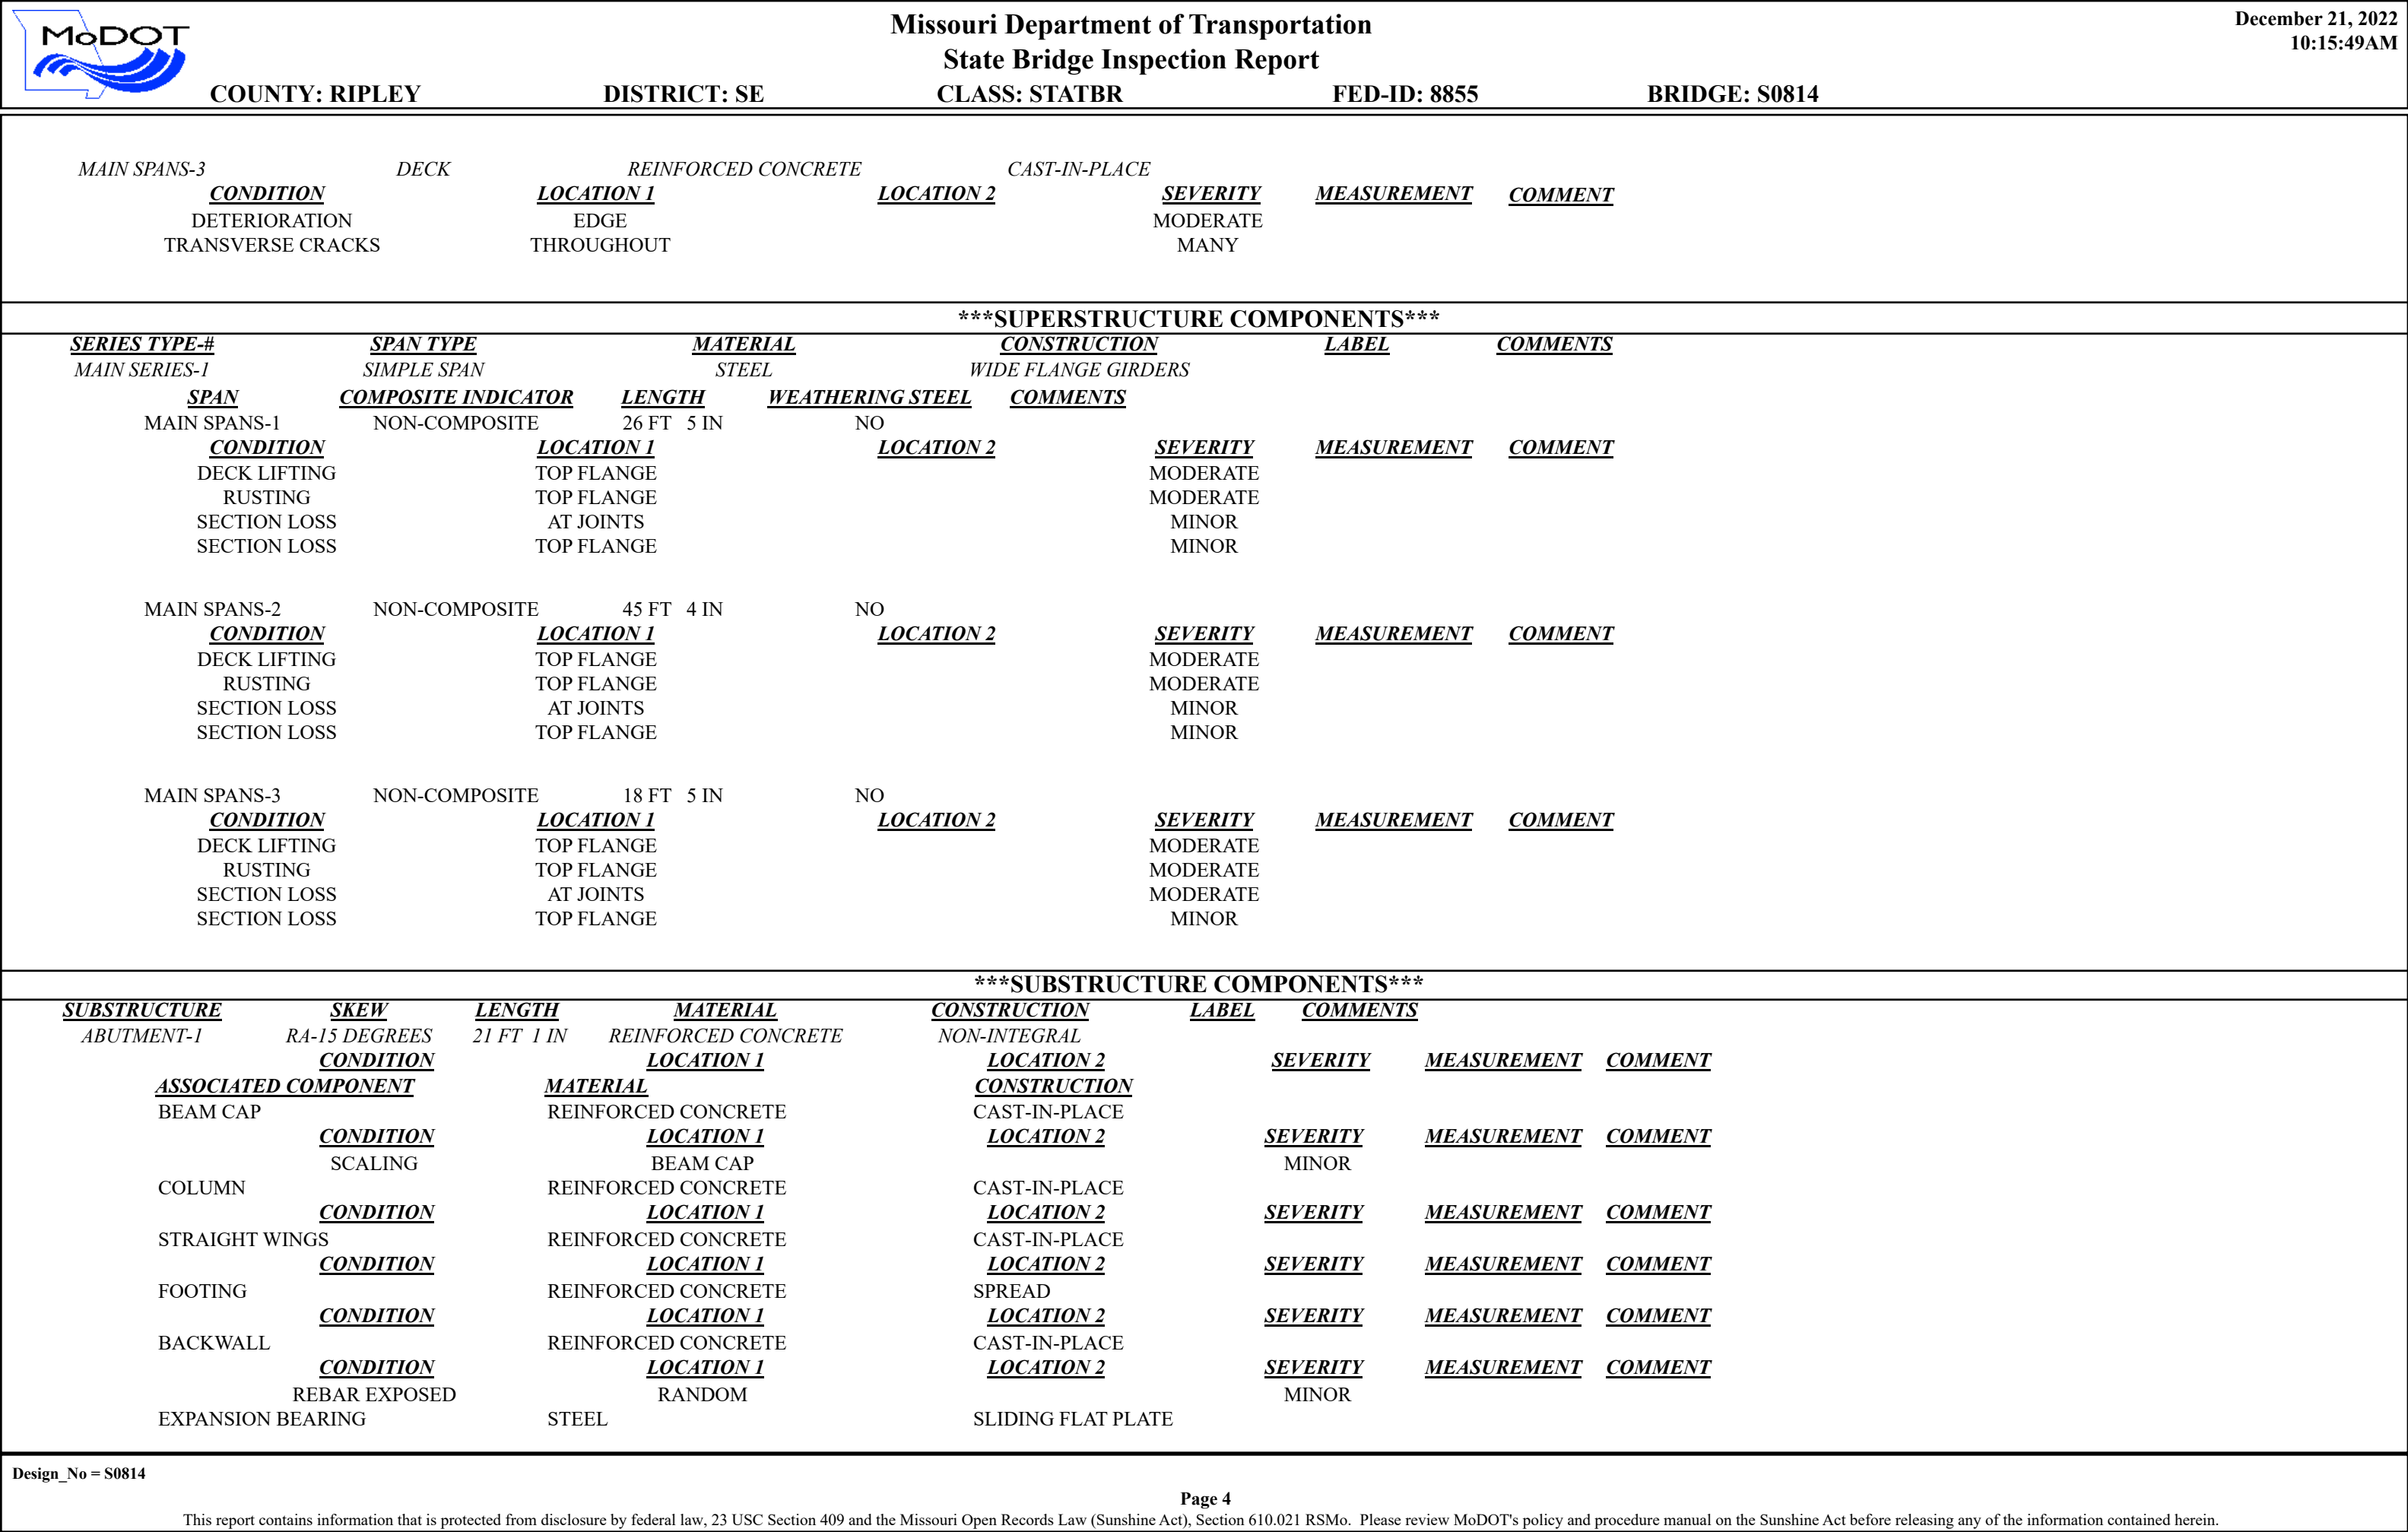 MoDOT
Missouri Department of Transportation
State Bridge Inspection Report
December 21, 2022
10:15:49AM
COUNTY: RIPLEY DISTRICT: SE CLASS: STATBR FED-ID: 8855 BRIDGE: S0814
MAIN SPANS-3 DECK REINFORCED CONCRETE CAST-IN-PLACE
CONDITION LOCATION 1 LOCATION 2 SEVERITY MEASUREMENT COMMENT
DETERIORATION EDGE MODERATE
TRANSVERSE CRACKS THROUGHOUT MANY
***SUPERSTRUCTURE COMPONENTS***
SERIES TYPE-# SPAN TYPE MATERIAL CONSTRUCTION LABEL COMMENTS
MAIN SERIES-1 SIMPLE SPAN STEEL WIDE FLANGE GIRDERS
SPAN COMPOSITE INDICATOR LENGTH WEATHERING STEEL COMMENTS
MAIN SPANS-1 NON-COMPOSITE 26 FT 5 IN NO
CONDITION LOCATION 1 LOCATION 2 SEVERITY MEASUREMENT COMMENT
DECK LIFTING TOP FLANGE MODERATE
RUSTING TOP FLANGE MODERATE
SECTION LOSS AT JOINTS MINOR
SECTION LOSS TOP FLANGE MINOR
MAIN SPANS-2 NON-COMPOSITE 45 FT 4 IN NO
CONDITION LOCATION 1 LOCATION 2 SEVERITY MEASUREMENT COMMENT
DECK LIFTING TOP FLANGE MODERATE
RUSTING TOP FLANGE MODERATE
SECTION LOSS AT JOINTS MINOR
SECTION LOSS TOP FLANGE MINOR
MAIN SPANS-3 NON-COMPOSITE 18 FT 5 IN NO
CONDITION LOCATION 1 LOCATION 2 SEVERITY MEASUREMENT COMMENT
DECK LIFTING TOP FLANGE MODERATE
RUSTING TOP FLANGE MODERATE
SECTION LOSS AT JOINTS MODERATE
SECTION LOSS TOP FLANGE MINOR
***SUBSTRUCTURE COMPONENTS***
SUBSTRUCTURE SKEW LENGTH MATERIAL CONSTRUCTION LABEL COMMENTS
ABUTMENT-1 RA-15 DEGREES 21 FT 1 IN REINFORCED CONCRETE NON-INTEGRAL
CONDITION LOCATION 1 LOCATION 2 SEVERITY MEASUREMENT COMMENT
ASSOCIATED COMPONENT MATERIAL CONSTRUCTION
BEAM CAP REINFORCED CONCRETE CAST-IN-PLACE
CONDITION LOCATION 1 LOCATION 2 SEVERITY MEASUREMENT COMMENT
SCALING BEAM CAP MINOR
COLUMN REINFORCED CONCRETE CAST-IN-PLACE
CONDITION LOCATION 1 LOCATION 2 SEVERITY MEASUREMENT COMMENT
STRAIGHT WINGS REINFORCED CONCRETE CAST-IN-PLACE
CONDITION LOCATION 1 LOCATION 2 SEVERITY MEASUREMENT COMMENT
FOOTING REINFORCED CONCRETE SPREAD
CONDITION LOCATION 1 LOCATION 2 SEVERITY MEASUREMENT COMMENT
BACKWALL REINFORCED CONCRETE CAST-IN-PLACE
CONDITION LOCATION 1 LOCATION 2 SEVERITY MEASUREMENT COMMENT
REBAR EXPOSED RANDOM MINOR
EXPANSION BEARING STEEL SLIDING FLAT PLATE
Design_No = S0814
Page 4
This report contains information that is protected from disclosure by federal law, 23 USC Section 409 and the Missouri Open Records Law (Sunshine Act), Section 610.021 RSMo. Please review MoDOT's policy and procedure manual on the Sunshine Act before releasing any of the information contained herein.